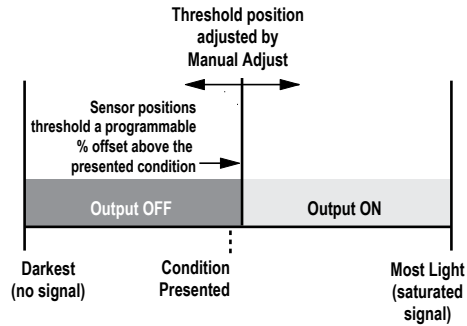 Threshold position
adjusted by
Manual Adjust
Sensor positions
threshold a programmable
% offset above the
presented condition
Output OFF
Output ON
Darkest
(no signal)
Condition
Presented
Most Light
(saturated
signal)